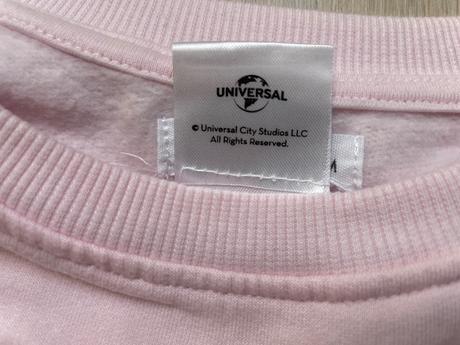 UNIVERSAL
© Universal City Studios LLC
All Rights Reserved.
M